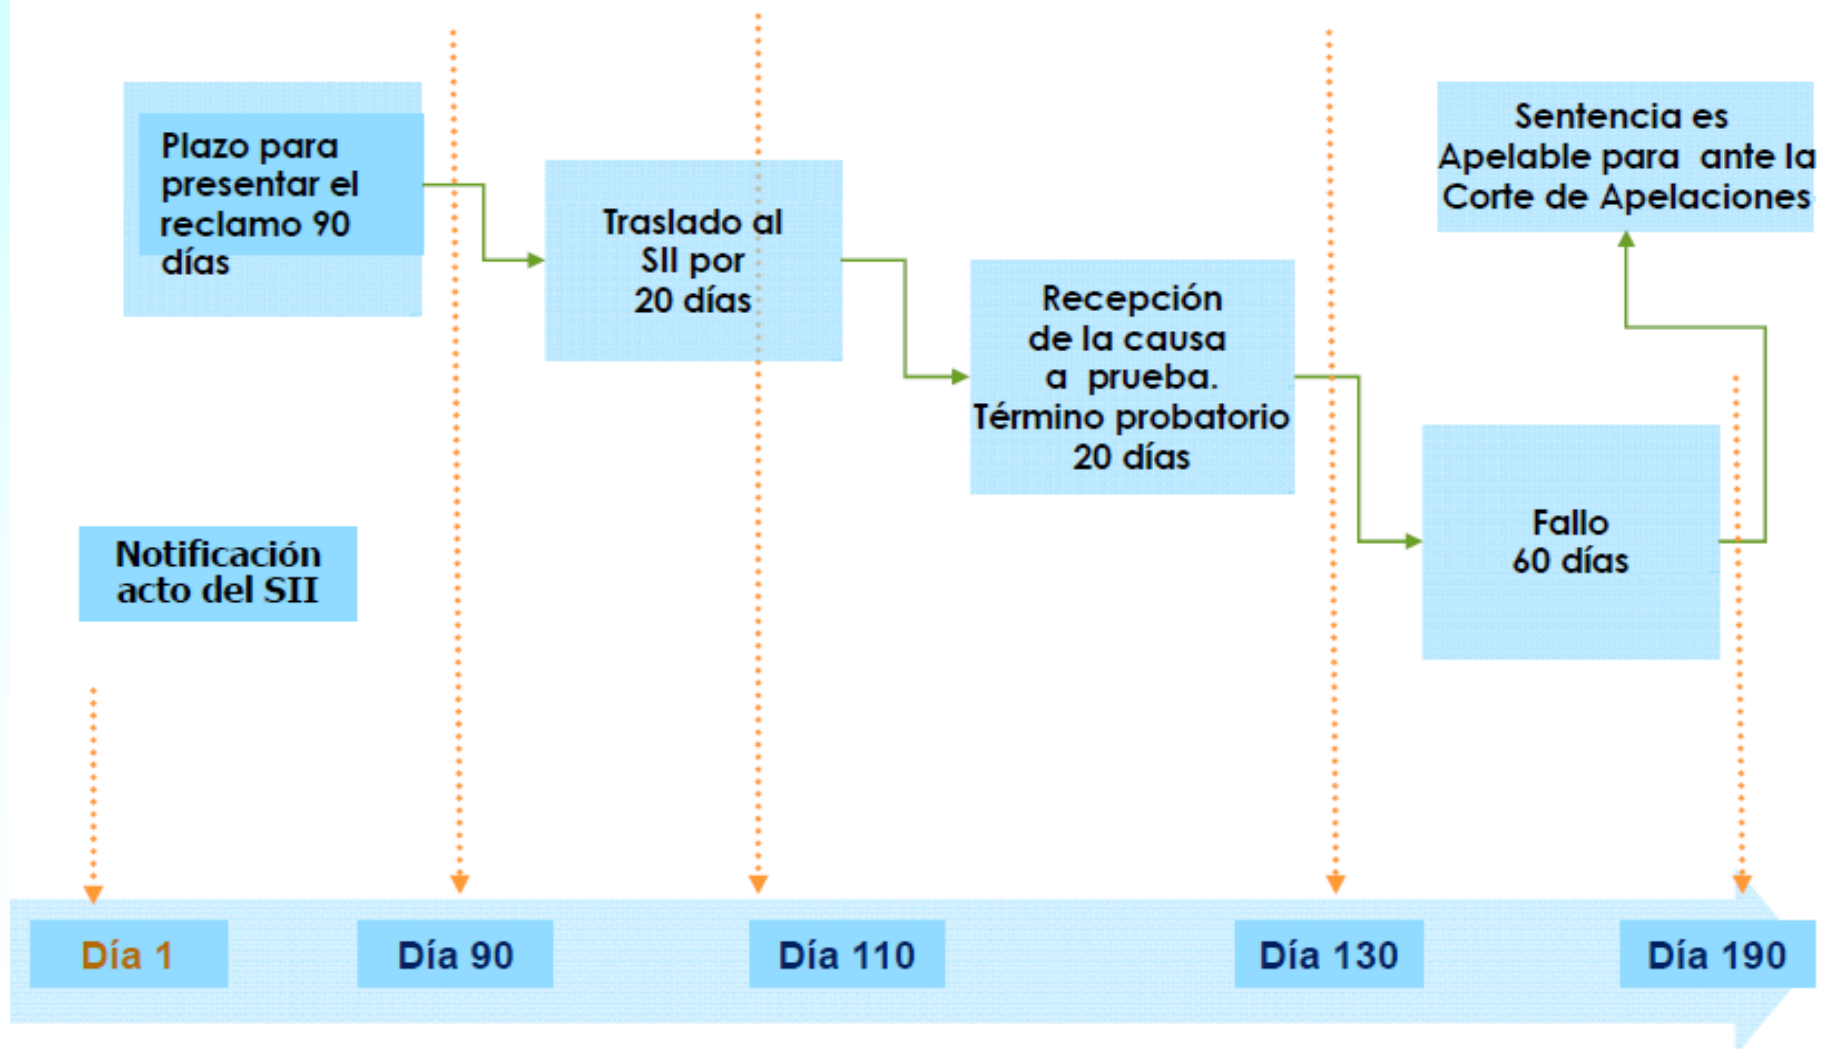 Plazo para
presentar el
reclamo 90
días
Traslado al
SII por
20 días
Recepción
de la causa
a prueba.
Término probatorio
20 días
Sentencia es
Apelable para ante la
Corte de Apelaciones
Fallo
60 días
Notificación
acto del SII
Día 1
Día 90
Día 110
Día 130
Día 190